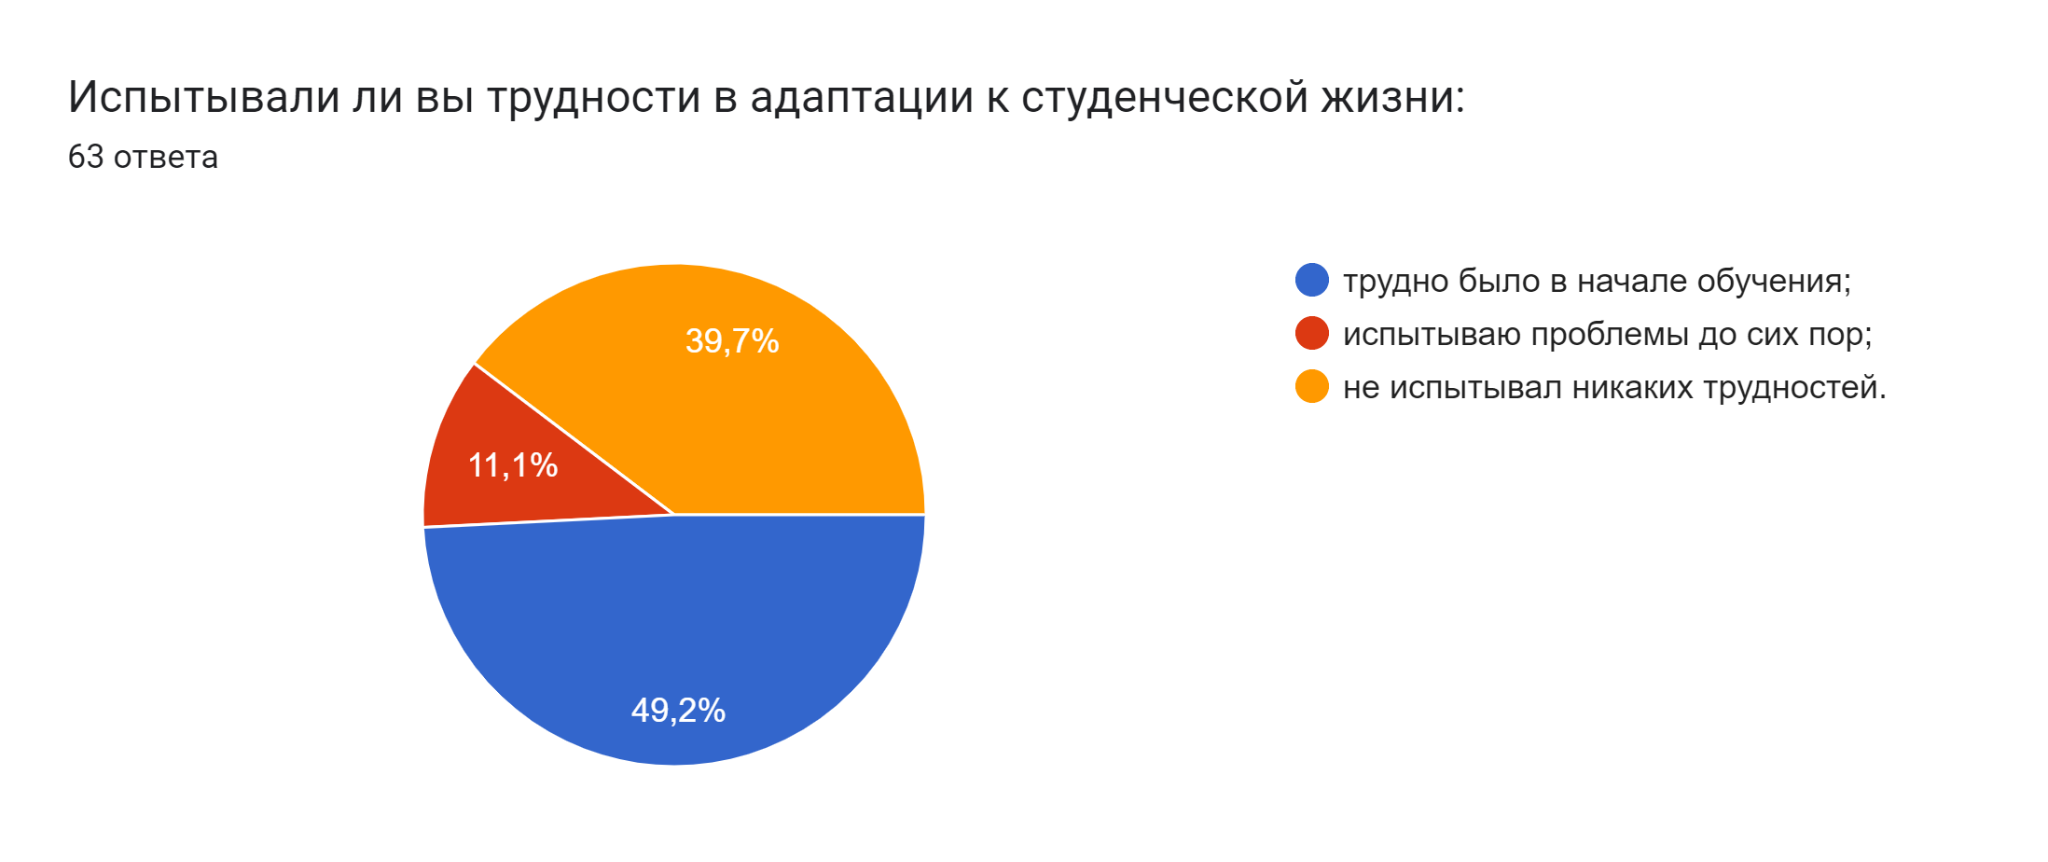 Испытывали ли вы трудности в адаптации к студенческой жизни:
63 ответа
трудно было в начале обучения;
испытываю проблемы до сих пор;
не испытывал никаких трудностей.
39,7%
11,1%
49,2%